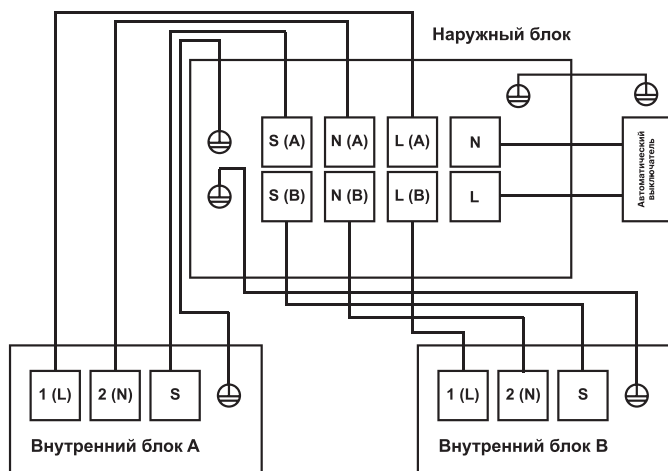 Наружный блок
S (A) N (A) L (A) N
S (B) N (B) L (B) L
Автоматический
выключатель
1 (L) 2 (N) S
Внутренний блок A
1 (L) 2 (N) S
Внутренний блок B